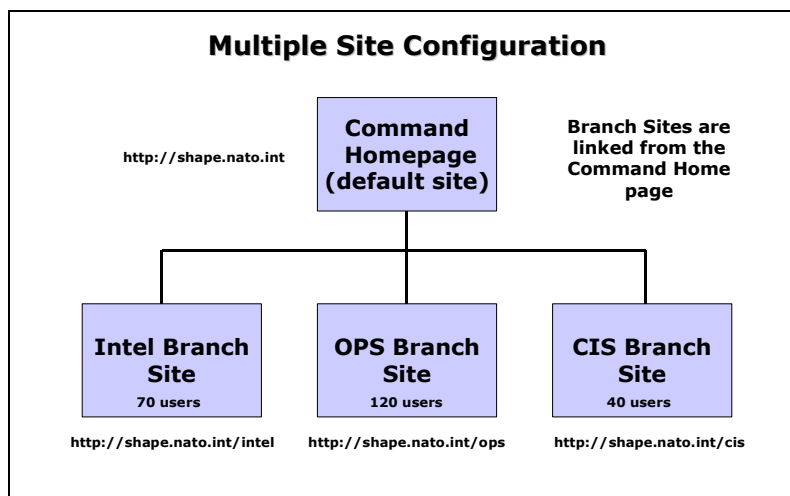 Multiple Site Configuration
http://shape.nato.int
Command
Homepage
(default site)
Branch Sites are
linked from the
Command Home
page
Intel Branch
Site
70 users
OPS Branch
Site
120 users
CIS Branch
Site
40 users
http://shape.nato.int/intel
http://shape.nato.int/ops
http://shape.nato.int/cis